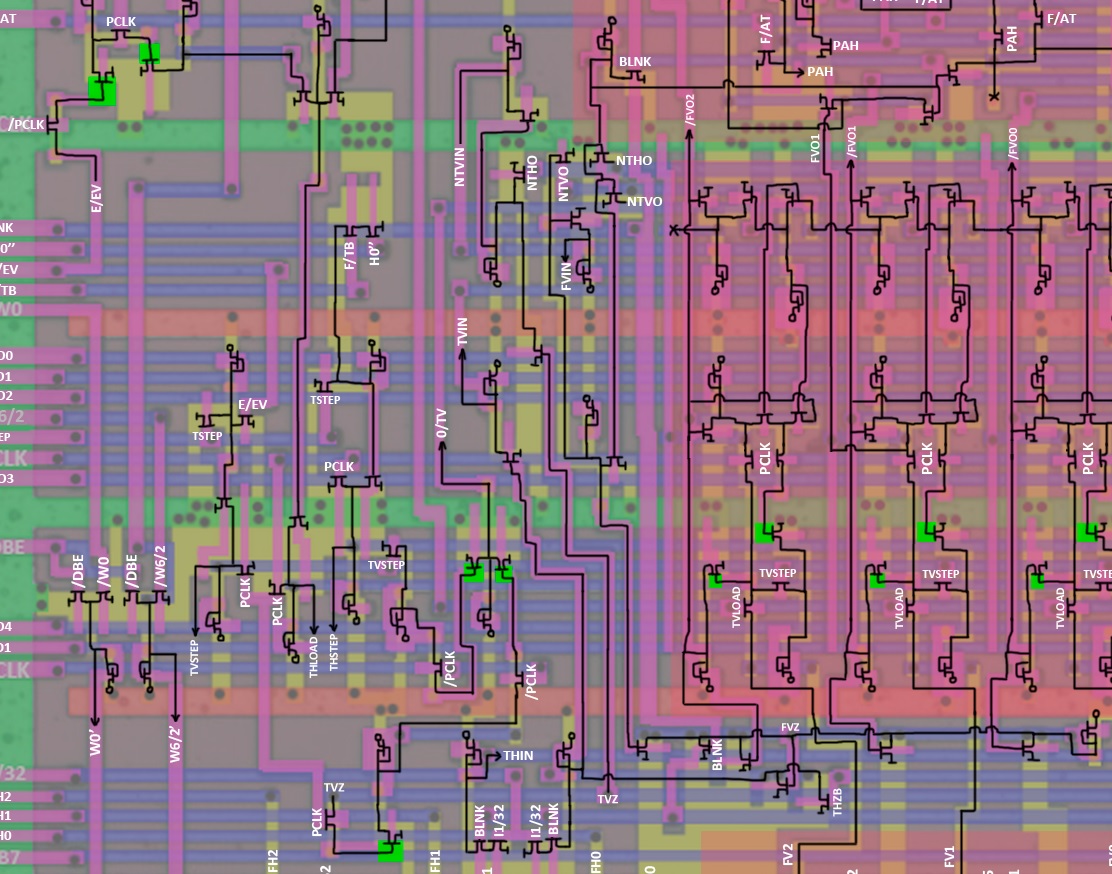 /AT
PCLK
F/AT
PAH
F/AT
PAH
PAH
BLNK
/PCLK
/FVO2
FVO1
/FVO1
/FVO0
E/EV
NTVIN
NTHO
NTVO
NTHO
NTVO
NK
0"
/EV
/TB
W0
F/TB
H0"
FVIN
TVIN
O0
O1
O2
6/2
EP
CLK
O3
E/EV
TSTEP
TSTEP
0/TV
PCLK
PCLK
PCLK
PCLK
DBE
/DBE
/W0
/DBE
/W6/2
PCLK
PCLK
TVSTEP
TVSTEP
TVSTEP
TVSTE
TVLOAD
TVLOAD
TVLOAD
O4
O1
CLK
TVSTEP
THLOAD
THSTEP
/PCLK
/PCLK
W0'
W6/2'
THIN
BLNK
FVZ
/32
H2
H1
H0
B7
TVZ
PCLK
TVZ
THZB
BLNK
I1/32
I1/32
BLNK
FH2
2
FH1
1
FH0
0
FV2
2
FV1
1